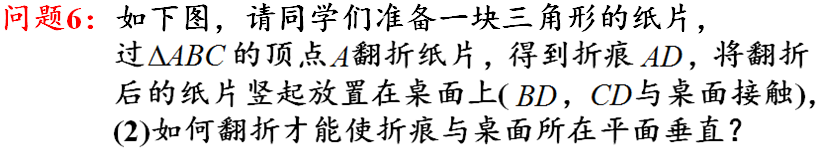 问题6：如下图，请同学们准备一块三角形的纸片，
过ΔABC的顶点A翻折纸片，得到折痕AD，将翻折
后的纸片竖起放置在桌面上(BD，CD与桌面接触)，
(2)如何翻折才能使折痕与桌面所在平面垂直？